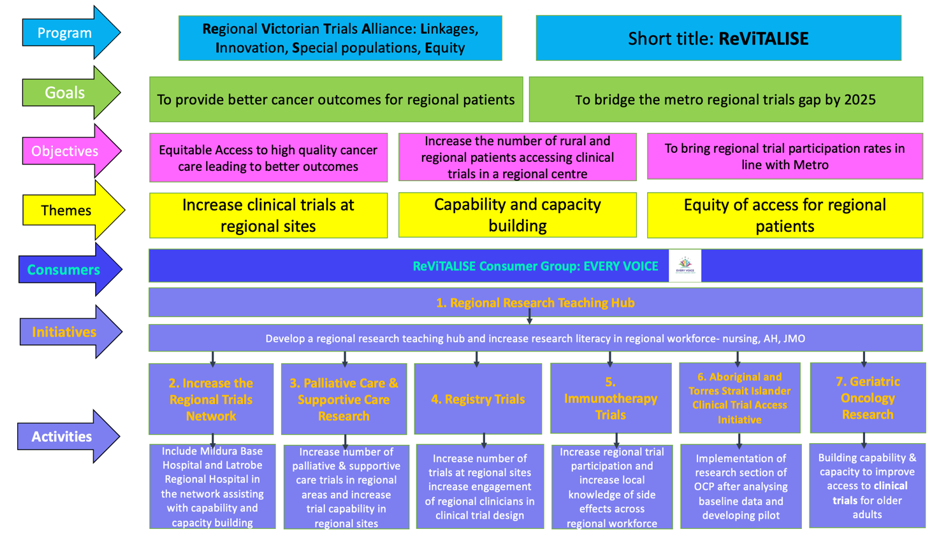 Program
Regional Victorian Trials Alliance: Linkages,
Innovation, Special populations, Equity
Short title: ReViTALISE
Goals
To provide better cancer outcomes for regional patients
To bridge the metro regional trials gap by 2025
Objectives
Equitable Access to high quality cancer
care leading to better outcomes
Increase the number of rural and
regional patients accessing clinical
trials in a regional centre
To bring regional trial participation rates in
line with Metro
Themes
Increase clinical trials at
regional sites
Capability and capacity
building
Equity of access for regional
patients
Consumers
ReViTALISE Consumer Group: EVERY VOICE
EVERY VOICE
Initiatives
1. Regional Research Teaching Hub
Develop a regional research teaching hub and increase research literacy in regional workforce- nursing, AH, JMO
Activities
2. Increase the
Regional Trials
Network
3. Palliative Care &
Supportive Care
Research
4. Registry Trials
5.
Immunotherapy
Trials
6. Aboriginal and
Torres Strait Islander
Clinical Trial Access
Initiative
7. Geriatric
Oncology
Research
Include Mildura Base
Hospital and Latrobe
Regional Hospital in
the network assisting
with capability and
capacity building
Increase number of
palliative & supportive
care trials in regional
areas and increase
trial capability in
regional sites
Increase number of
trials at regional sites
increase engagement
of regional clinicians in
clinical trial design
Increase regional trial
participation and
increase local
knowledge of side
effects across
regional workforce
Implementation of
research section of
OCP after analysing
baseline data and
developing pilot
Building capability &
capacity to improve
access to clinical
trials for older
adults